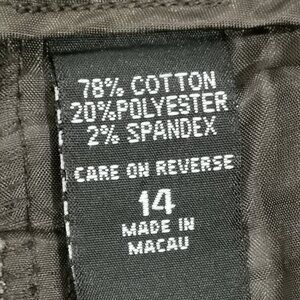 78% COTTON
20%POLYESTER
2% SPANDEX
CARE ON REVERSE
14
MADE IN
MACAU